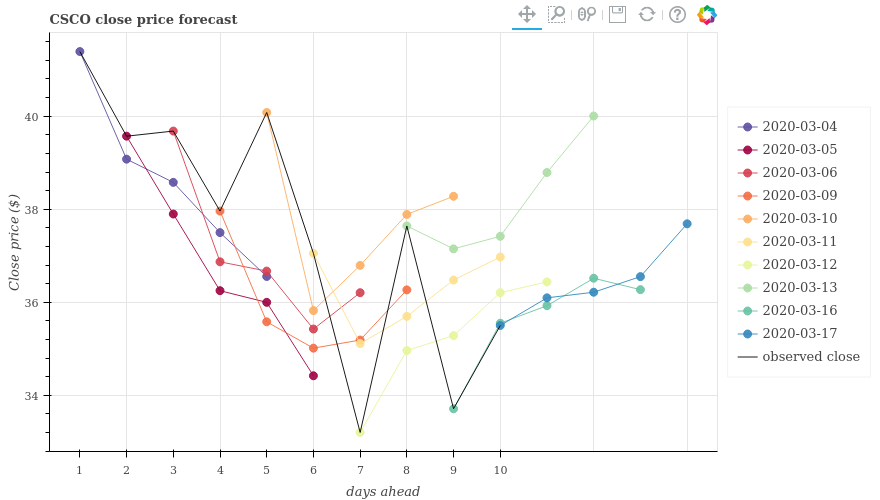 CSCO close price forecast
Close price ($)
40
38
36
34
1 2 3 4 5 6 7 8 9 10
days ahead
2020-03-04
2020-03-05
2020-03-06
2020-03-09
2020-03-10
2020-03-11
2020-03-12
2020-03-13
2020-03-16
2020-03-17
observed close